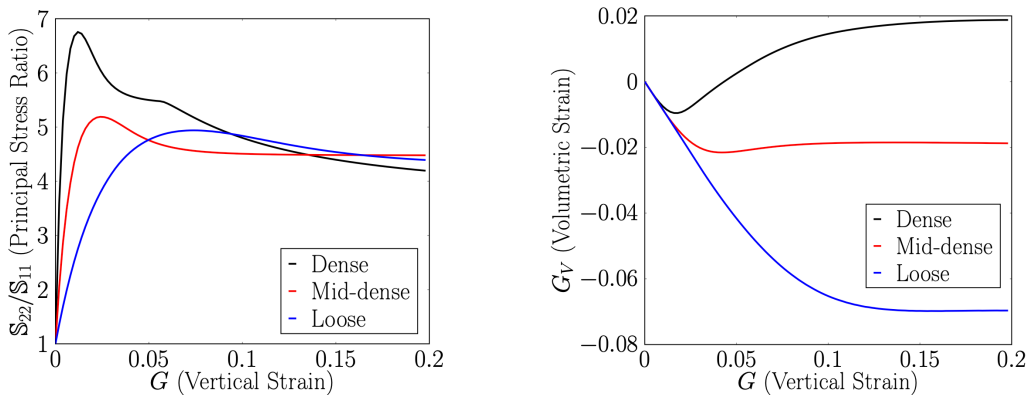 7
6
5
4
3
2
1
0
0.05
0.1
0.15
0.2
𝕊₂₂/𝕊₁₁ (Principal Stress Ratio)
G (Vertical Strain)
Dense
Mid-dense
Loose
0.02
0
−0.02
−0.04
−0.06
−0.08
0
0.05
0.1
0.15
0.2
G_V (Volumetric Strain)
G (Vertical Strain)
Dense
Mid-dense
Loose